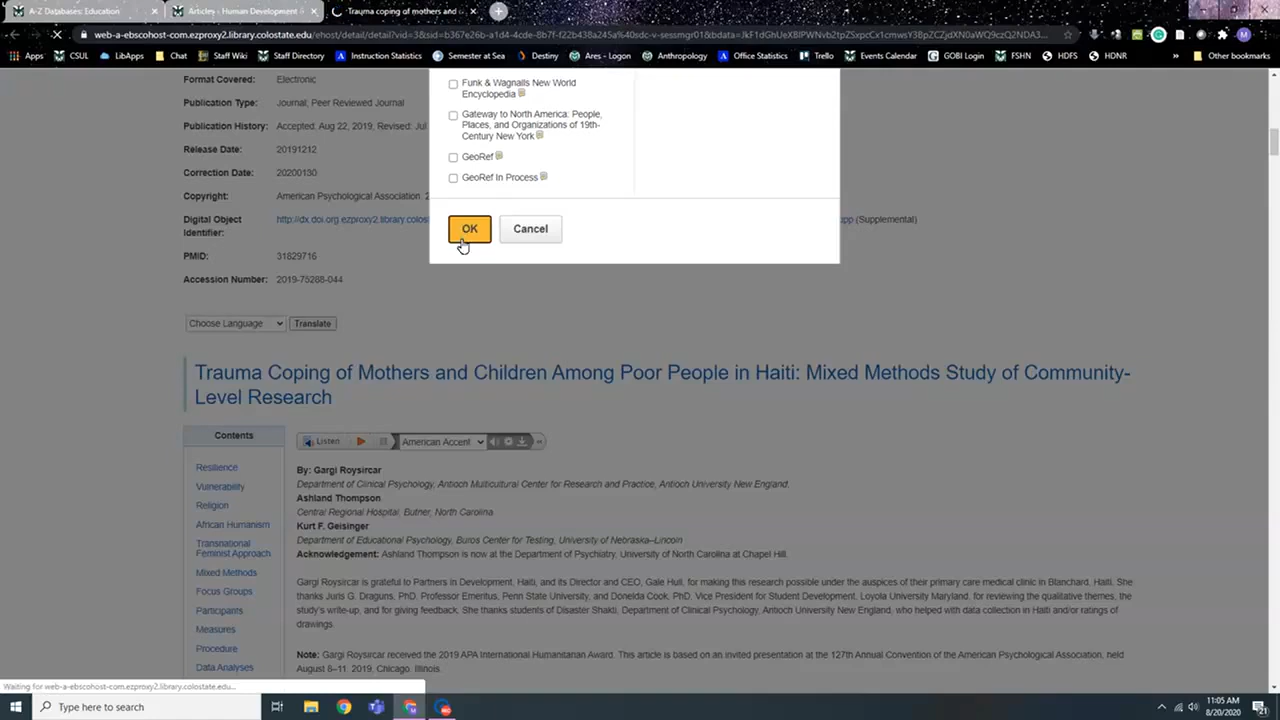 A-Z Databases: Education
Articles - Human Development &
Trauma coping of mothers and c
web-a-ebscohost-com.ezproxy2.library.colostate.edu/ehost/detail/detail?vid=3&sid=b367e26b-a1d4-4cde-8b7f-f22b438a245a%40sdc-v-sessmgr01&bdata=
Apps
CSUL
LibApps
Chat
Staff Wiki
Staff Directory
Instruction Statistics
Semester at Sea
Destiny
Ares - Logon
Anthropology
Office Statistics
Trello
Events Calendar
GOBI Login
FSHN
HDFS
HDNR
»
Other bookmarks
Format Covered: Electronic
Publication Type: Journal, Peer Reviewed Journal
Publication History: Accepted: Aug 22, 2019, Revised: Jul
Release Date: 20191212
Correction Date: 20200130
Copyright: American Psychological Association. 2
Digital Object
Identifier:
http://dx.doi.org.ezproxy2.library.colos
pp (Supplemental)
PMID: 31829716
Accession Number: 2019-75288-044
Funk & Wagnalls New World
Encyclopedia
Gateway to North America: People,
Places, and Organizations of 19th-
Century New York
GeoRef
GeoRef In Process
OK
Cancel
Choose Language
Translate
Trauma Coping of Mothers and Children Among Poor People in Haiti: Mixed Methods Study of Community-
Level Research
Contents
Resilience
Vulnerability
Religion
African Humanism
Transnational
Feminist Approach
Mixed Methods
Focus Groups
Participants
Measures
Procedure
Data Analyses
Listen
American Accent
By: Gargi Roysircar
Department of Clinical Psychology, Antioch Multicultural Center for Research and Practice, Antioch University New England.
Ashland Thompson
Central Regional Hospital, Butner, North Carolina
Kurt F. Geisinger
Department of Educational Psychology, Buros Center for Testing, University of Nebraska–Lincoln
Acknowledgement: Ashland Thompson is now at the Department of Psychiatry, University of North Carolina at Chapel Hill.
Gargi Roysircar is grateful to Partners in Development, Haiti, and its Director and CEO, Gale Hull, for making this research possible under the auspices of their primary care medical clinic in Blanchard, Haiti. She
thanks Juris G. Draguns, PhD, Professor Emeritus, Penn State University, and Donelda Cook, PhD, Vice President for Student Development, Loyola University Maryland, for reviewing the qualitative themes, the
study's write-up, and for giving feedback. She thanks students of Disaster Shakti, Department of Clinical Psychology, Antioch University New England, who helped with data collection in Haiti and/or ratings of
drawings.
Note: Gargi Roysircar received the 2019 APA International Humanitarian Award. This article is based on an invited presentation at the 127th Annual Convention of the American Psychological Association, held
August 8–11, 2019, Chicago, Illinois.
Waiting for web-a-ebscohost-com.ezproxy2.library.colostate.edu...
Type here to search
11:05 AM
8/20/2020
21